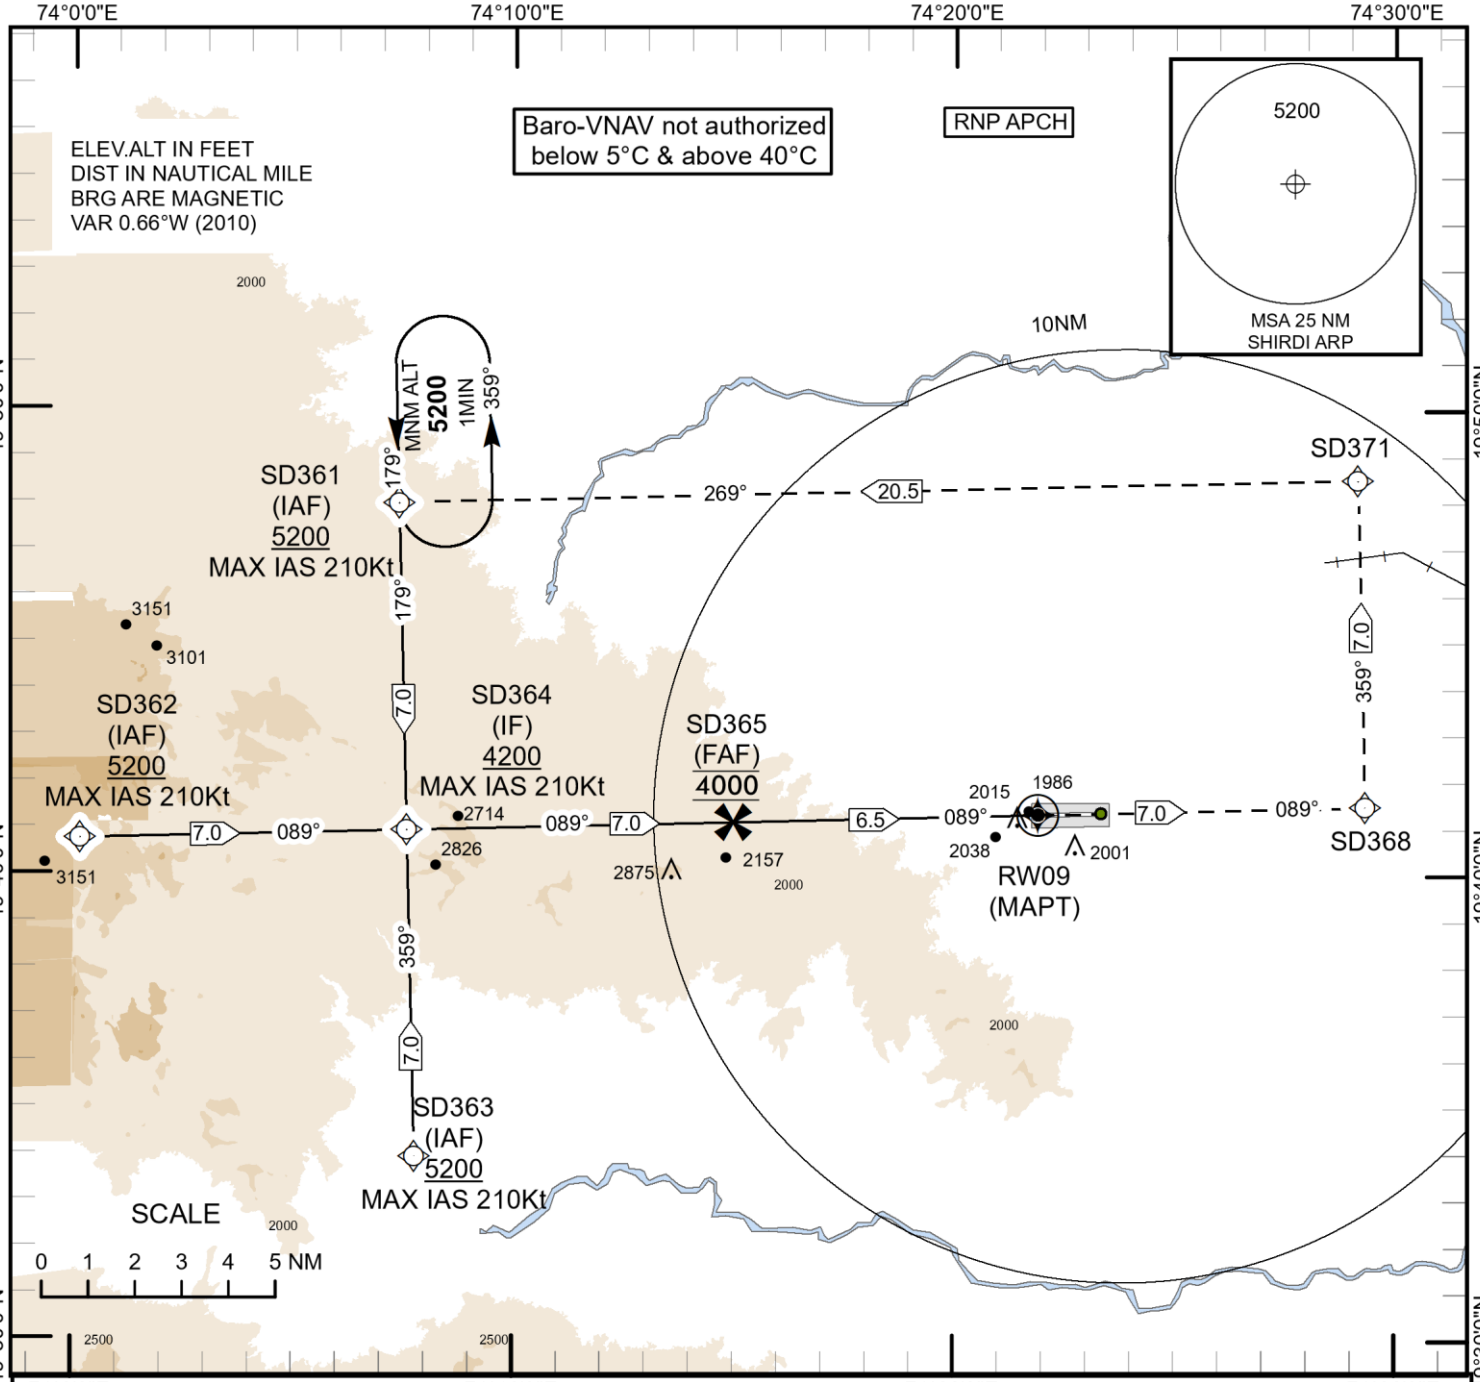 74°0'0"E
74°10'0"E
74°20'0"E
74°30'0"E
ELEV.ALT IN FEET
DIST IN NAUTICAL MILE
BRG ARE MAGNETIC
VAR 0.66°W (2010)
Baro-VNAV not authorized
below 5°C & above 40°C
RNP APCH
5200
MSA 25 NM
SHIRDI ARP
2000
10NM
MNM ALT
5200
1MIN
359°
179°
SD361
(IAF)
5200
MAX IAS 210Kt
269°
20.5
SD371
179°
7.0
3151
3101
SD362
(IAF)
5200
MAX IAS 210Kt
SD364
(IF)
4200
MAX IAS 210Kt
SD365
(FAF)
4000
7.0
359°
7.0
089°
2714
089°
7.0
6.5
089°
2015
1986
7.0
089°
SD368
3151
2826
2875
2157
2000
2038
2001
RW09
(MAPT)
359°
7.0
2000
SD363
(IAF)
5200
MAX IAS 210Kt
SCALE
2000
0 1 2 3 4 5 NM
2500
2500